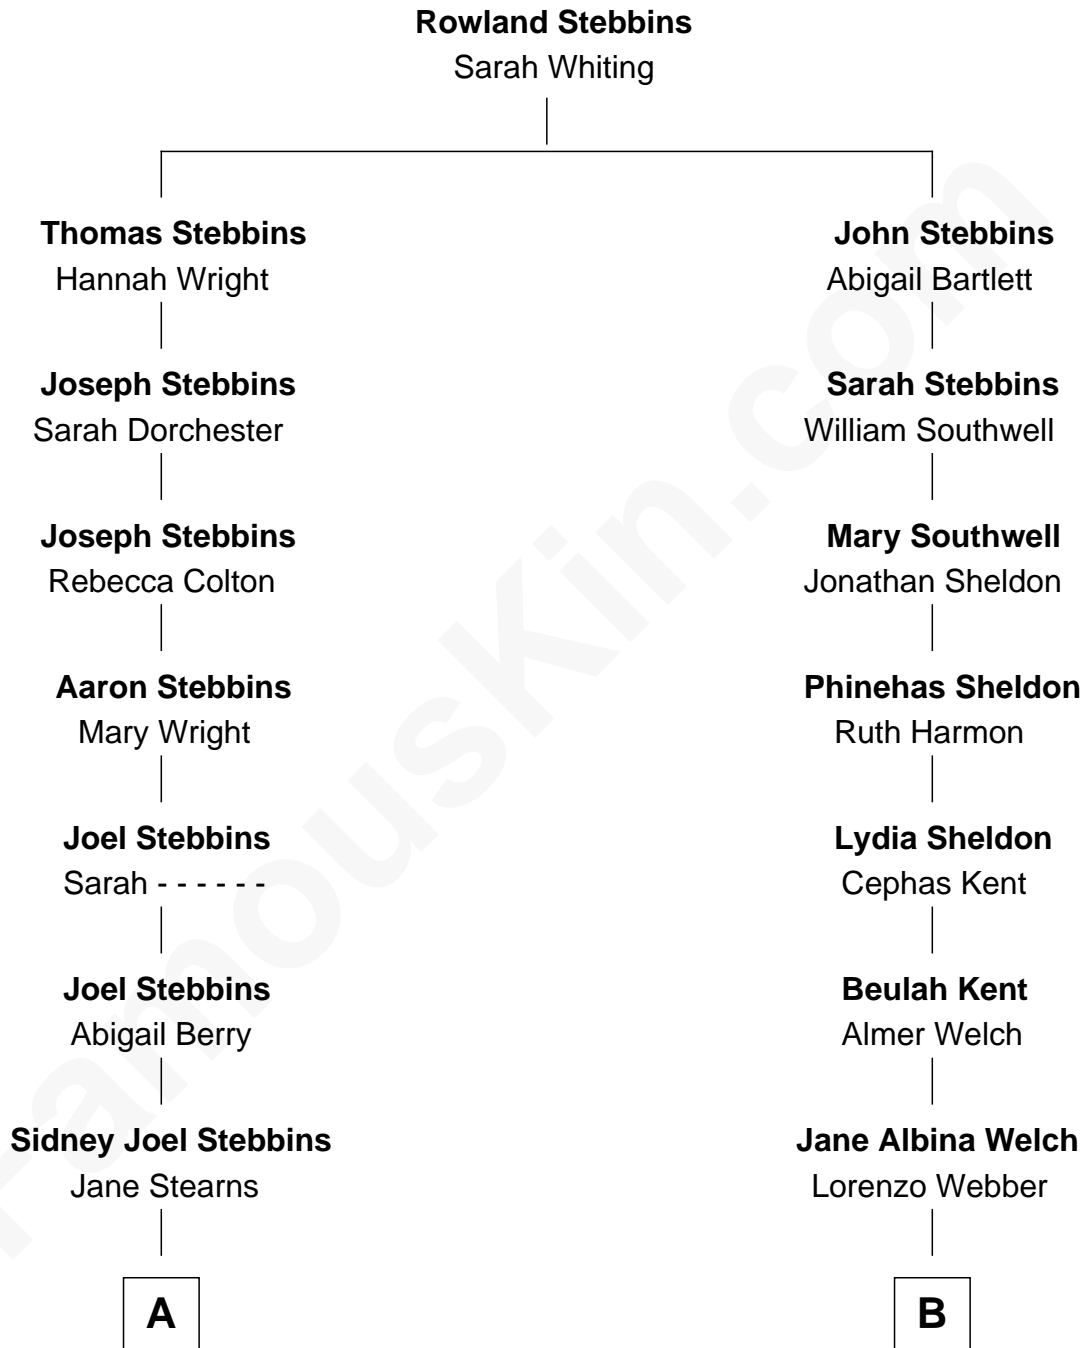 Rowland Stebbins
Sarah Whiting
Thomas Stebbins
Hannah Wright
John Stebbins
Abigail Bartlett
Joseph Stebbins
Sarah Dorchester
Sarah Stebbins
William Southwell
Joseph Stebbins
Rebecca Colton
Mary Southwell
Jonathan Sheldon
Aaron Stebbins
Mary Wright
Phinehas Sheldon
Ruth Harmon
Joel Stebbins
Sarah - - - - - -
Lydia Sheldon
Cephas Kent
Joel Stebbins
Abigail Berry
Beulah Kent
Almer Welch
Sidney Joel Stebbins
Jane Stearns
Jane Albina Welch
Lorenzo Webber
A
B
FamousKin.com